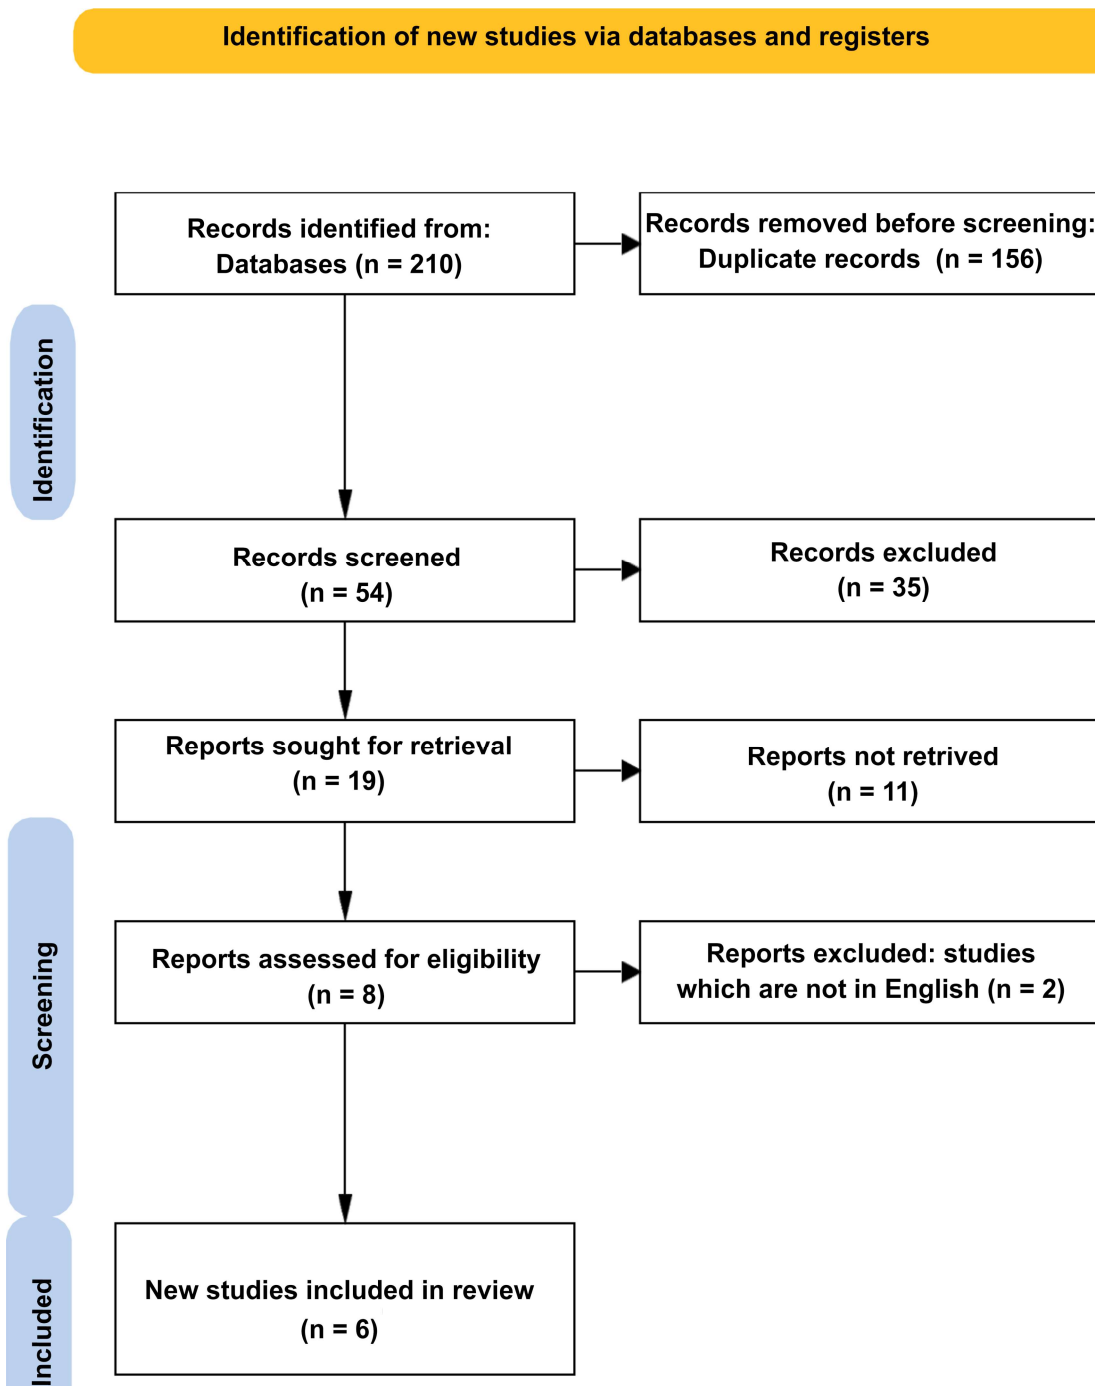 Identification of new studies via databases and registers
Records identified from:
Databases (n = 210)
Records removed before screening:
Duplicate records (n = 156)
Identification
Records screened
(n = 54)
Records excluded
(n = 35)
Reports sought for retrieval
(n = 19)
Reports not retrived
(n = 11)
Screening
Reports assessed for eligibility
(n = 8)
Reports excluded: studies
which are not in English (n = 2)
Included
New studies included in review
(n = 6)